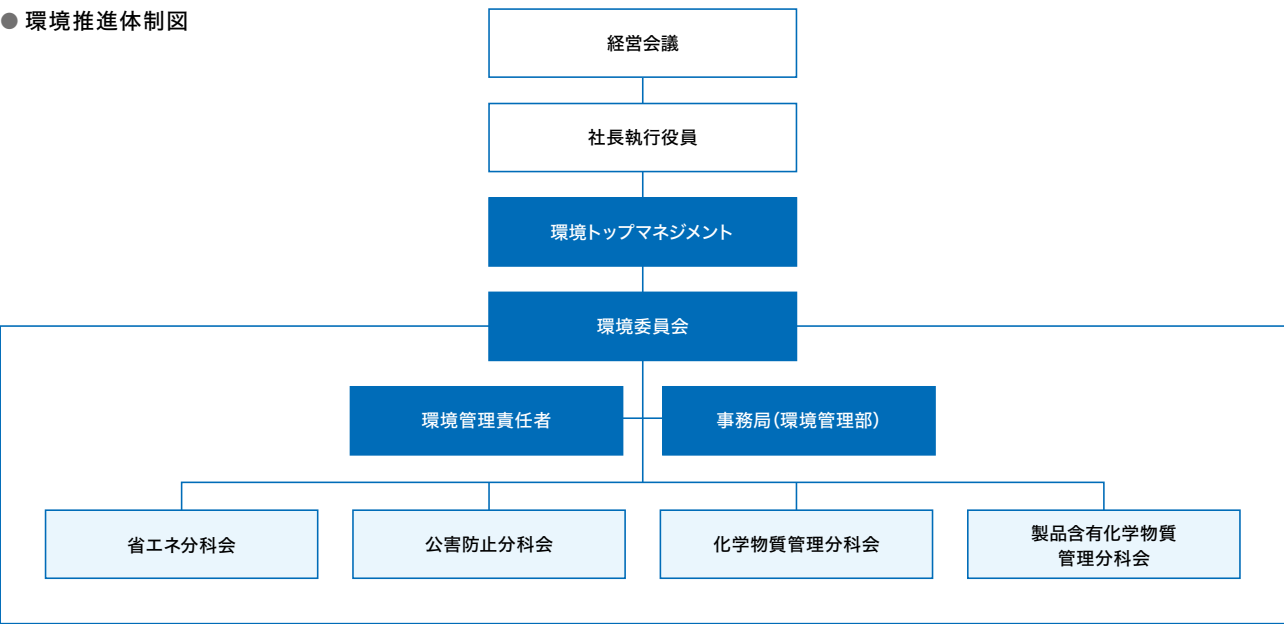 ● 環境推進体制図
経営会議
社長執行役員
環境トップマネジメント
環境委員会
環境管理責任者
事務局(環境管理部)
省エネ分科会
公害防止分科会
化学物質管理分科会
製品含有化学物質
管理分科会